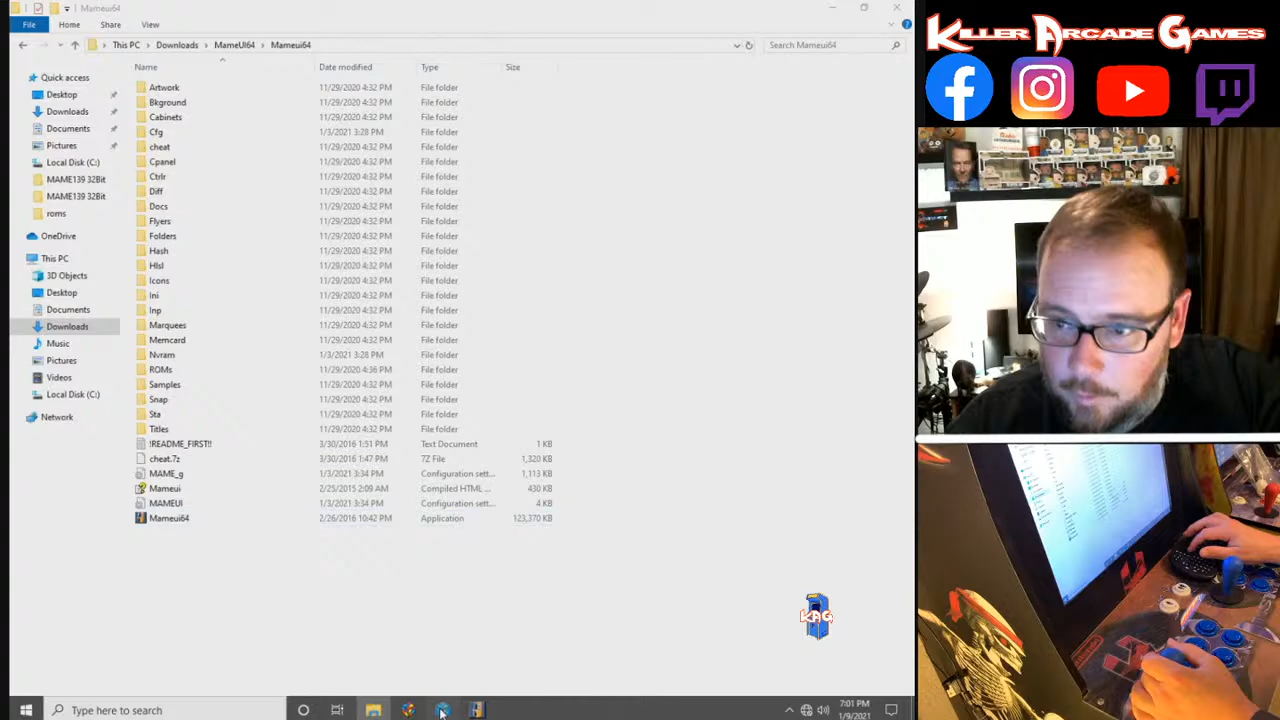 Mameui64
File Home Share View
This PC > Downloads > MameUI64 > Mameui64
Search Mameui64
Name Date modified Type Size
Quick access
Desktop
Downloads
Documents
Pictures
Local Disk (C:)
MAME139 32Bit
MAME139 32Bit
roms
OneDrive
This PC
3D Objects
Desktop
Documents
Downloads
Music
Pictures
Videos
Local Disk (C:)
Network
Artwork 11/29/2020 4:32 PM File folder
Bkground 11/29/2020 4:32 PM File folder
Cabinets 11/29/2020 4:32 PM File folder
Cfg 1/3/2021 3:28 PM File folder
cheat 11/29/2020 4:32 PM File folder
Cpanel 11/29/2020 4:32 PM File folder
Ctrlr 11/29/2020 4:32 PM File folder
Diff 11/29/2020 4:32 PM File folder
Docs 11/29/2020 4:32 PM File folder
Flyers 11/29/2020 4:32 PM File folder
Folders 11/29/2020 4:32 PM File folder
Hash 11/29/2020 4:32 PM File folder
Hlsl 11/29/2020 4:32 PM File folder
Icons 11/29/2020 4:32 PM File folder
Ini 11/29/2020 4:32 PM File folder
Inp 11/29/2020 4:32 PM File folder
Marquees 11/29/2020 4:32 PM File folder
Memcard 11/29/2020 4:32 PM File folder
Nvram 1/3/2021 3:28 PM File folder
ROMs 11/29/2020 4:36 PM File folder
Samples 11/29/2020 4:32 PM File folder
Snap 11/29/2020 4:32 PM File folder
Sta 11/29/2020 4:32 PM File folder
Titles 11/29/2020 4:32 PM File folder
!README_FIRST!! 3/30/2016 1:51 PM Text Document 1 KB
cheat.7z 3/30/2016 1:47 PM 7Z File 1,320 KB
MAME_g 1/3/2021 3:34 PM Configuration sett... 1,113 KB
Mameui 2/25/2015 2:09 AM Compiled HTML ... 430 KB
MAMEUI 1/3/2021 3:34 PM Configuration sett... 4 KB
Mameui64 2/26/2016 10:42 PM Application 123,370 KB
KAG
Type here to search
7:01 PM
1/9/2021
Killer Arcade Games